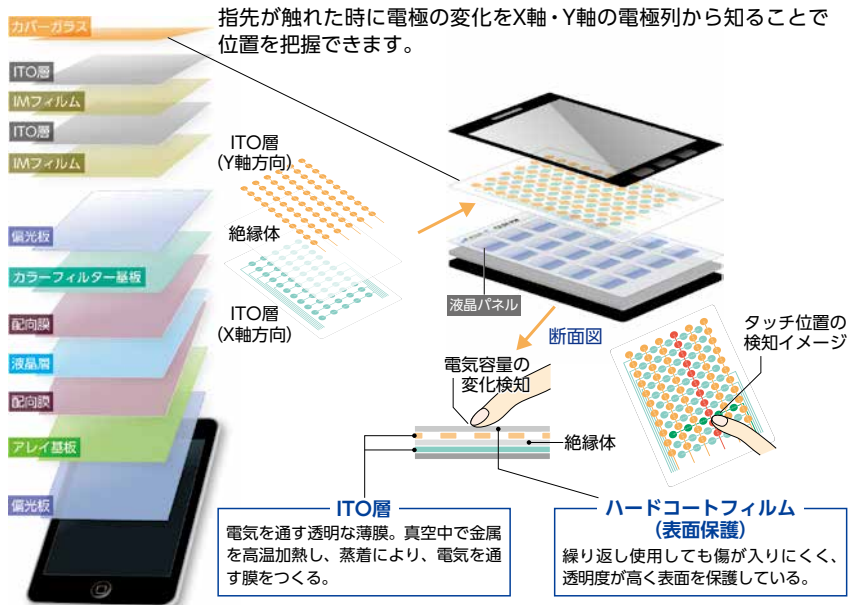 指先が触れた時に電極の変化をX軸・Y軸の電極列から知ることで
位置を把握できます。
カバーガラス
ITO層
IMフィルム
ITO層
IMフィルム
偏光板
カラーフィルター基板
配向膜
液晶層
配向膜
アレイ基板
偏光板
ITO層
(Y軸方向)
絶縁体
ITO層
(X軸方向)
液晶パネル
断面図
電気容量の
変化検知
絶縁体
タッチ位置の
検知イメージ
ITO層
電気を通す透明な薄膜。真空中で金属
を高温加熱し、蒸着により、電気を通
す膜をつくる。
ハードコートフィルム
(表面保護)
繰り返し使用しても傷が入りにくく、
透明度が高く表面を保護している。